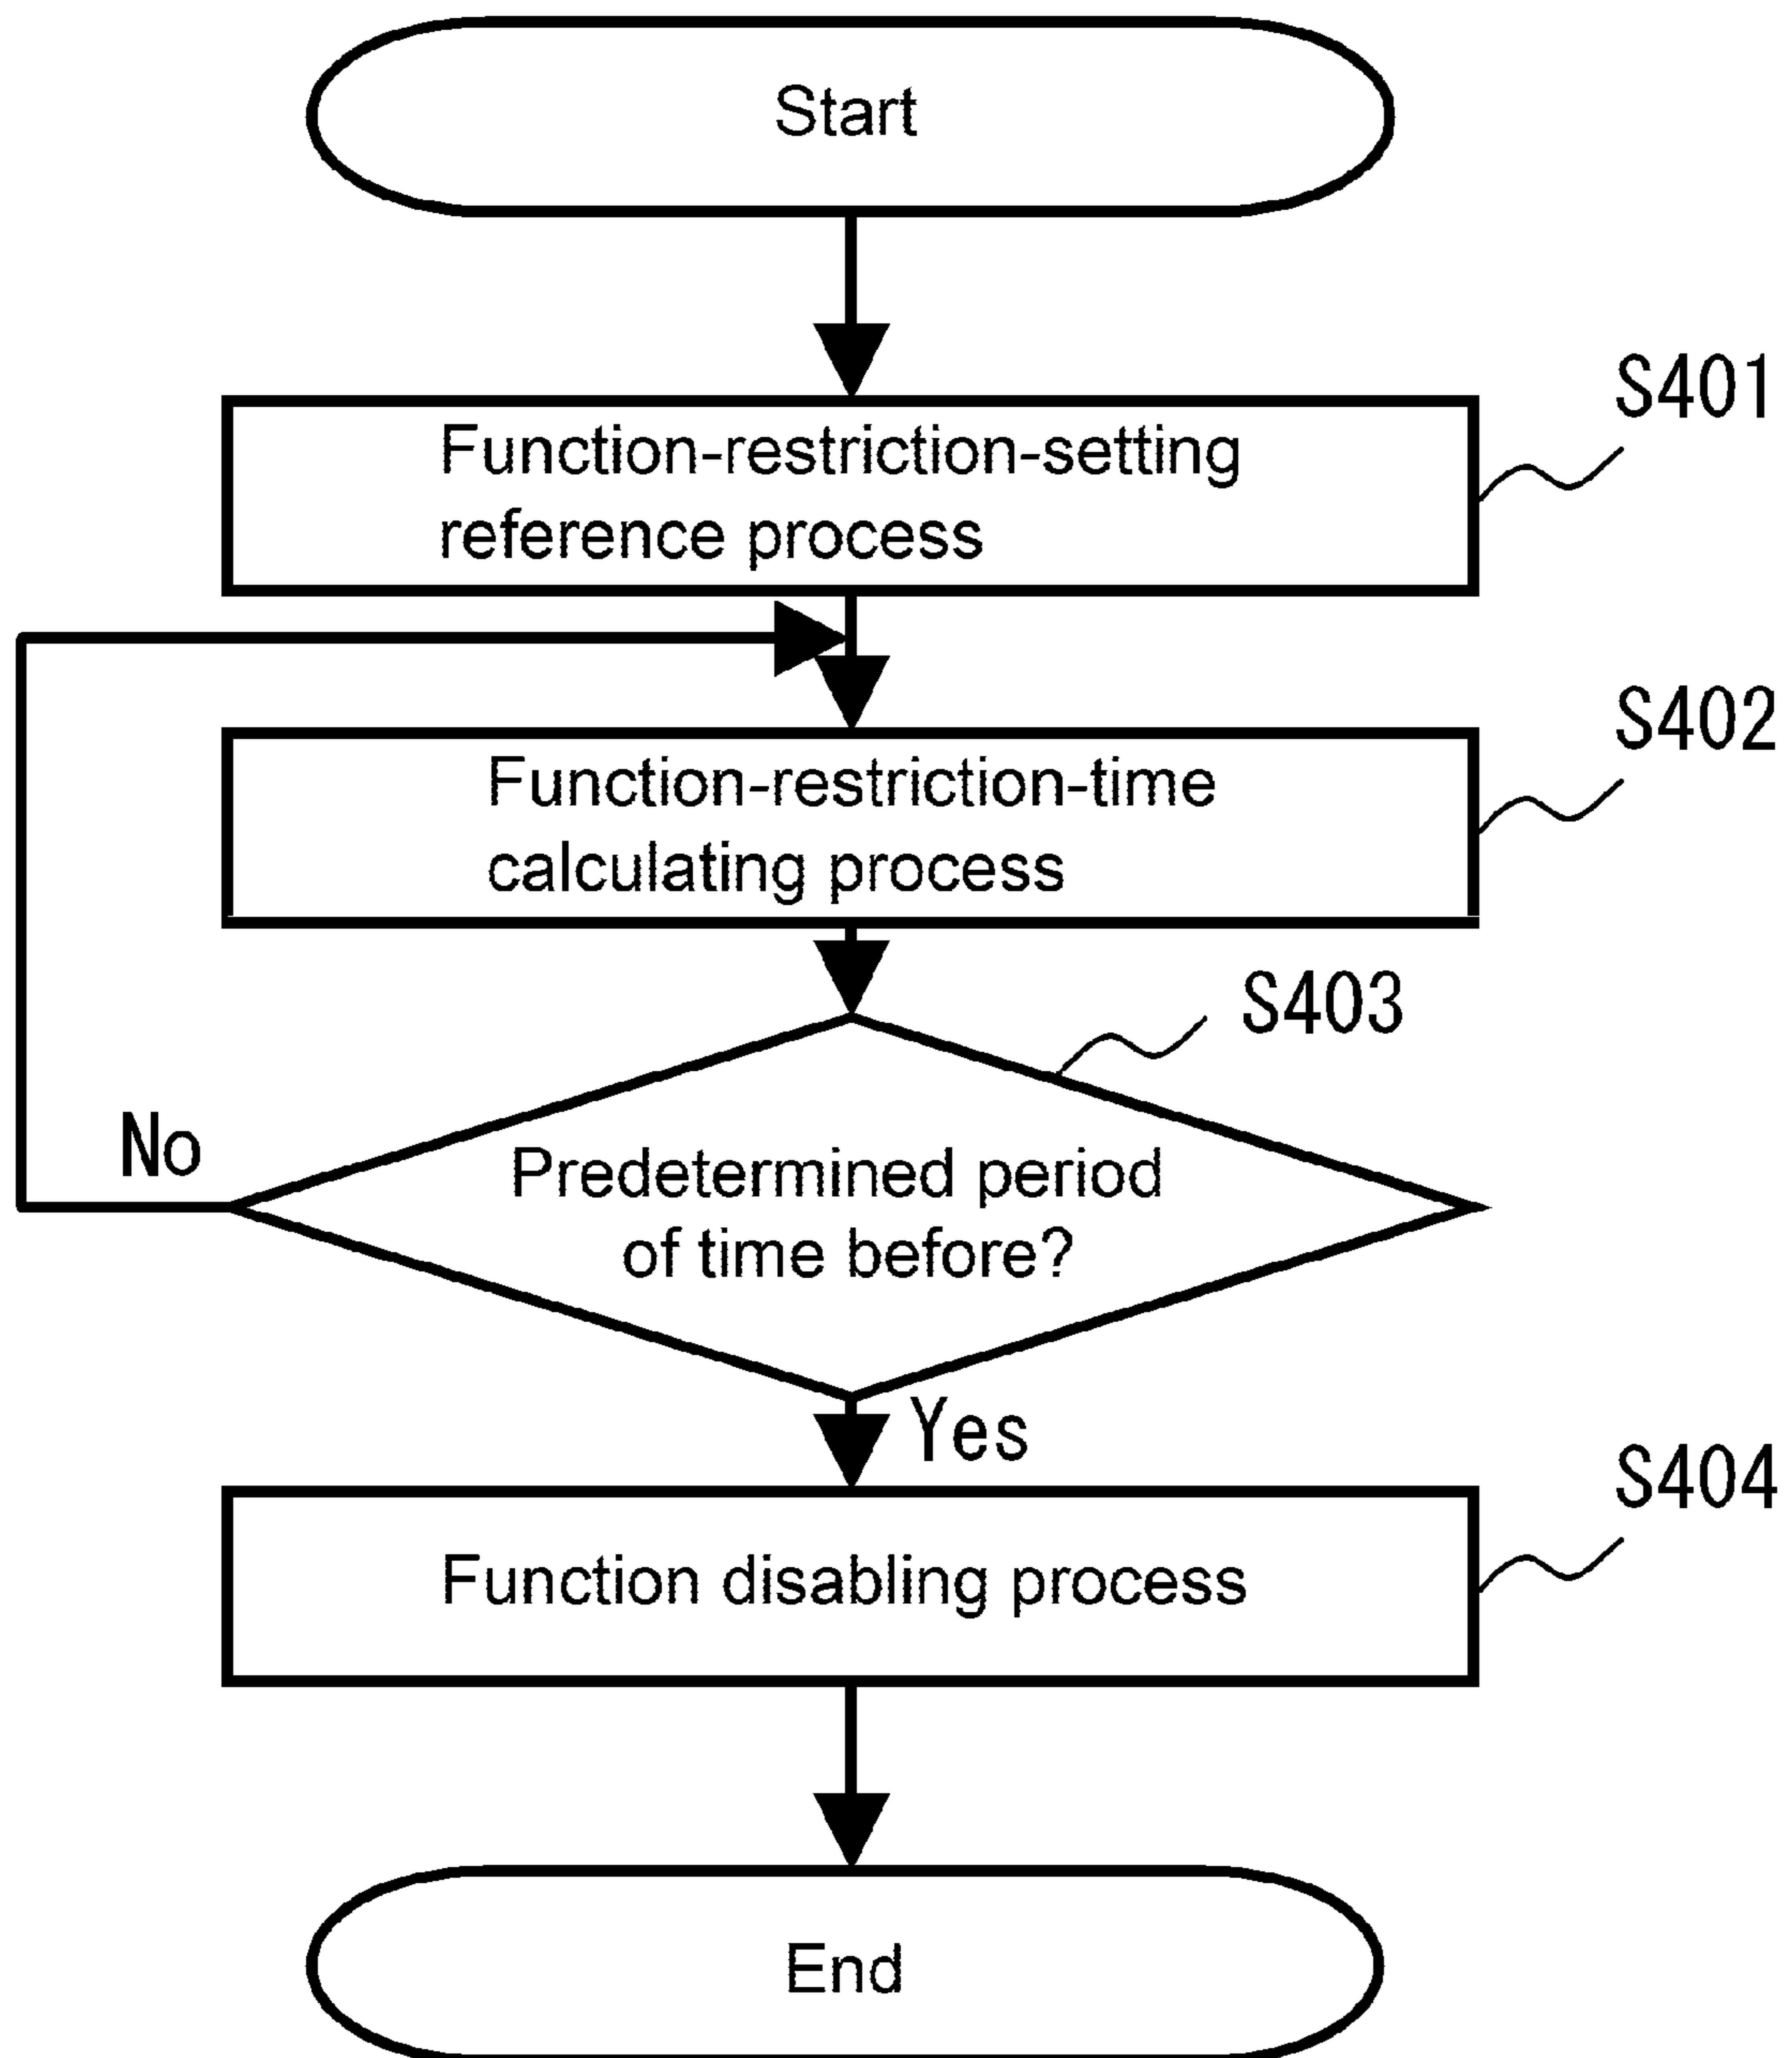 Start
S401
Function-restriction-setting
reference process
S402
Function-restriction-time
calculating process
S403
No
Predetermined period
of time before?
Yes
S404
Function disabling process
End